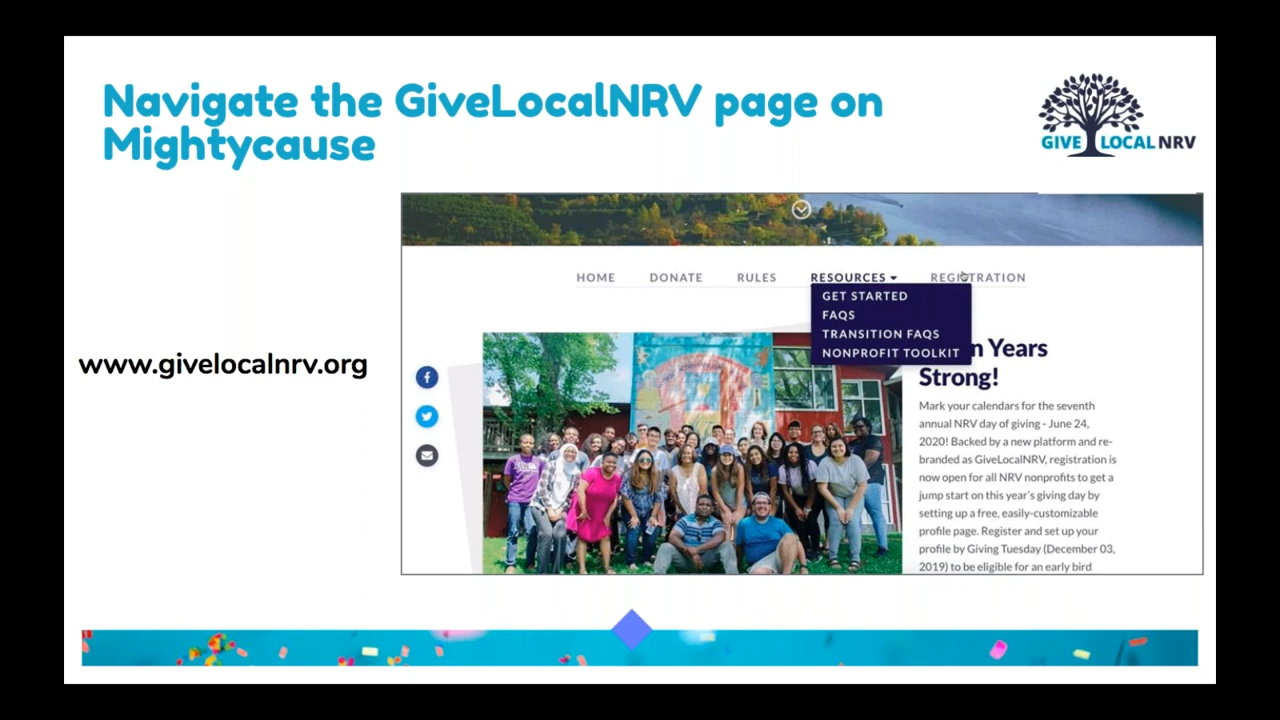 Navigate the GiveLocalNRV page on
Mightycause
GIVE LOCAL NRV
www.givelocalnrv.org
HOME DONATE RULES RESOURCES REGISTRATION
GET STARTED
FAQS
TRANSITION FAQS
NONPROFIT TOOLKIT
Years
Strong!
Mark your calendars for the seventh
annual NRV day of giving - June 24,
2020! Backed by a new platform and re-
branded as GiveLocalNRV, registration is
now open for all NRV nonprofits to get a
jump start on this year's giving day by
setting up a free, easily-customizable
profile page. Register and set up your
profile by Giving Tuesday (December 03,
2019) to be eligible for an early bird